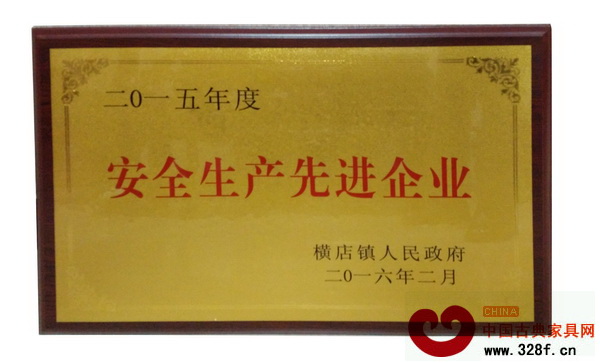 二0一五年度
安全生产先进企业
横店镇人民政府
二0一六年二月
CHINA
中国古典家具网
www.328f.cn